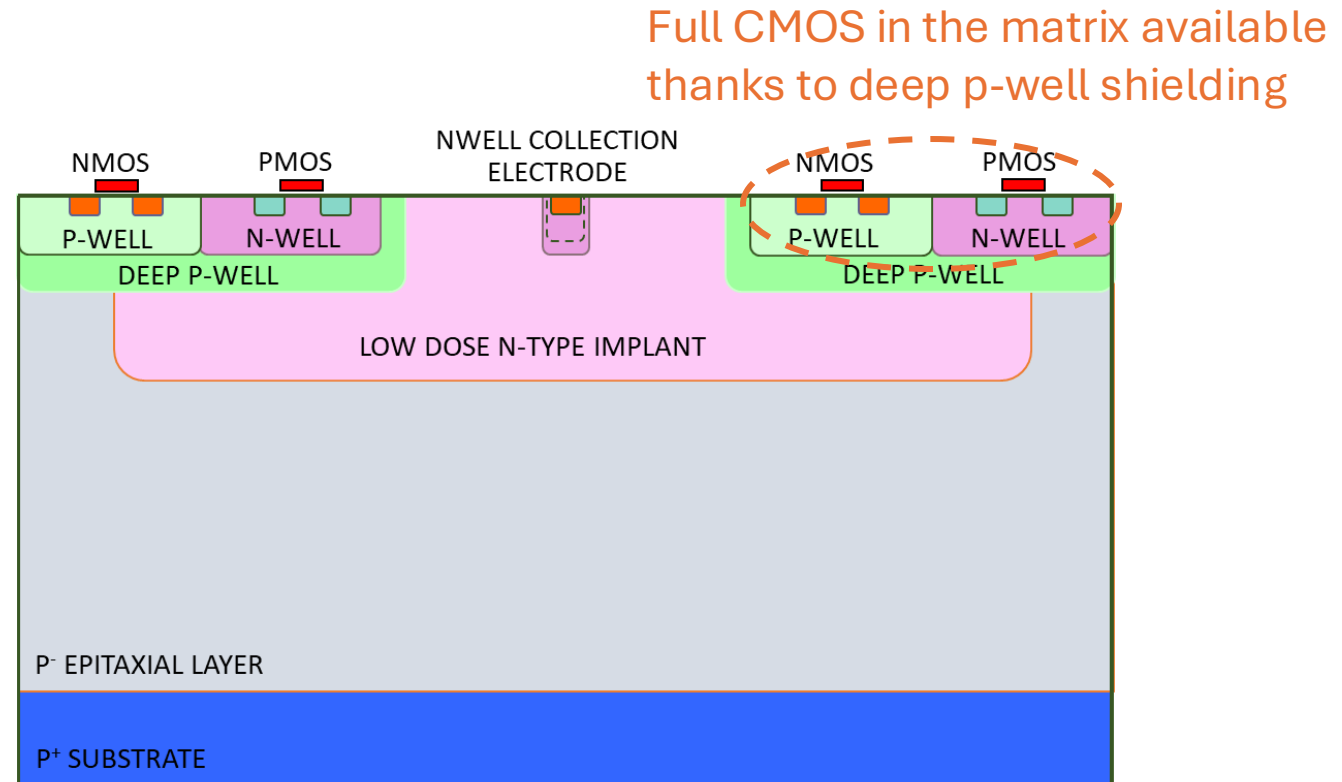 Full CMOS in the matrix available
thanks to deep p-well shielding
NWELL COLLECTION
ELECTRODE
NMOS
PMOS
NMOS
PMOS
P-WELL
N-WELL
P-WELL
N-WELL
DEEP P-WELL
DEEP P-WELL
LOW DOSE N-TYPE IMPLANT
P⁻ EPITAXIAL LAYER
P⁺ SUBSTRATE